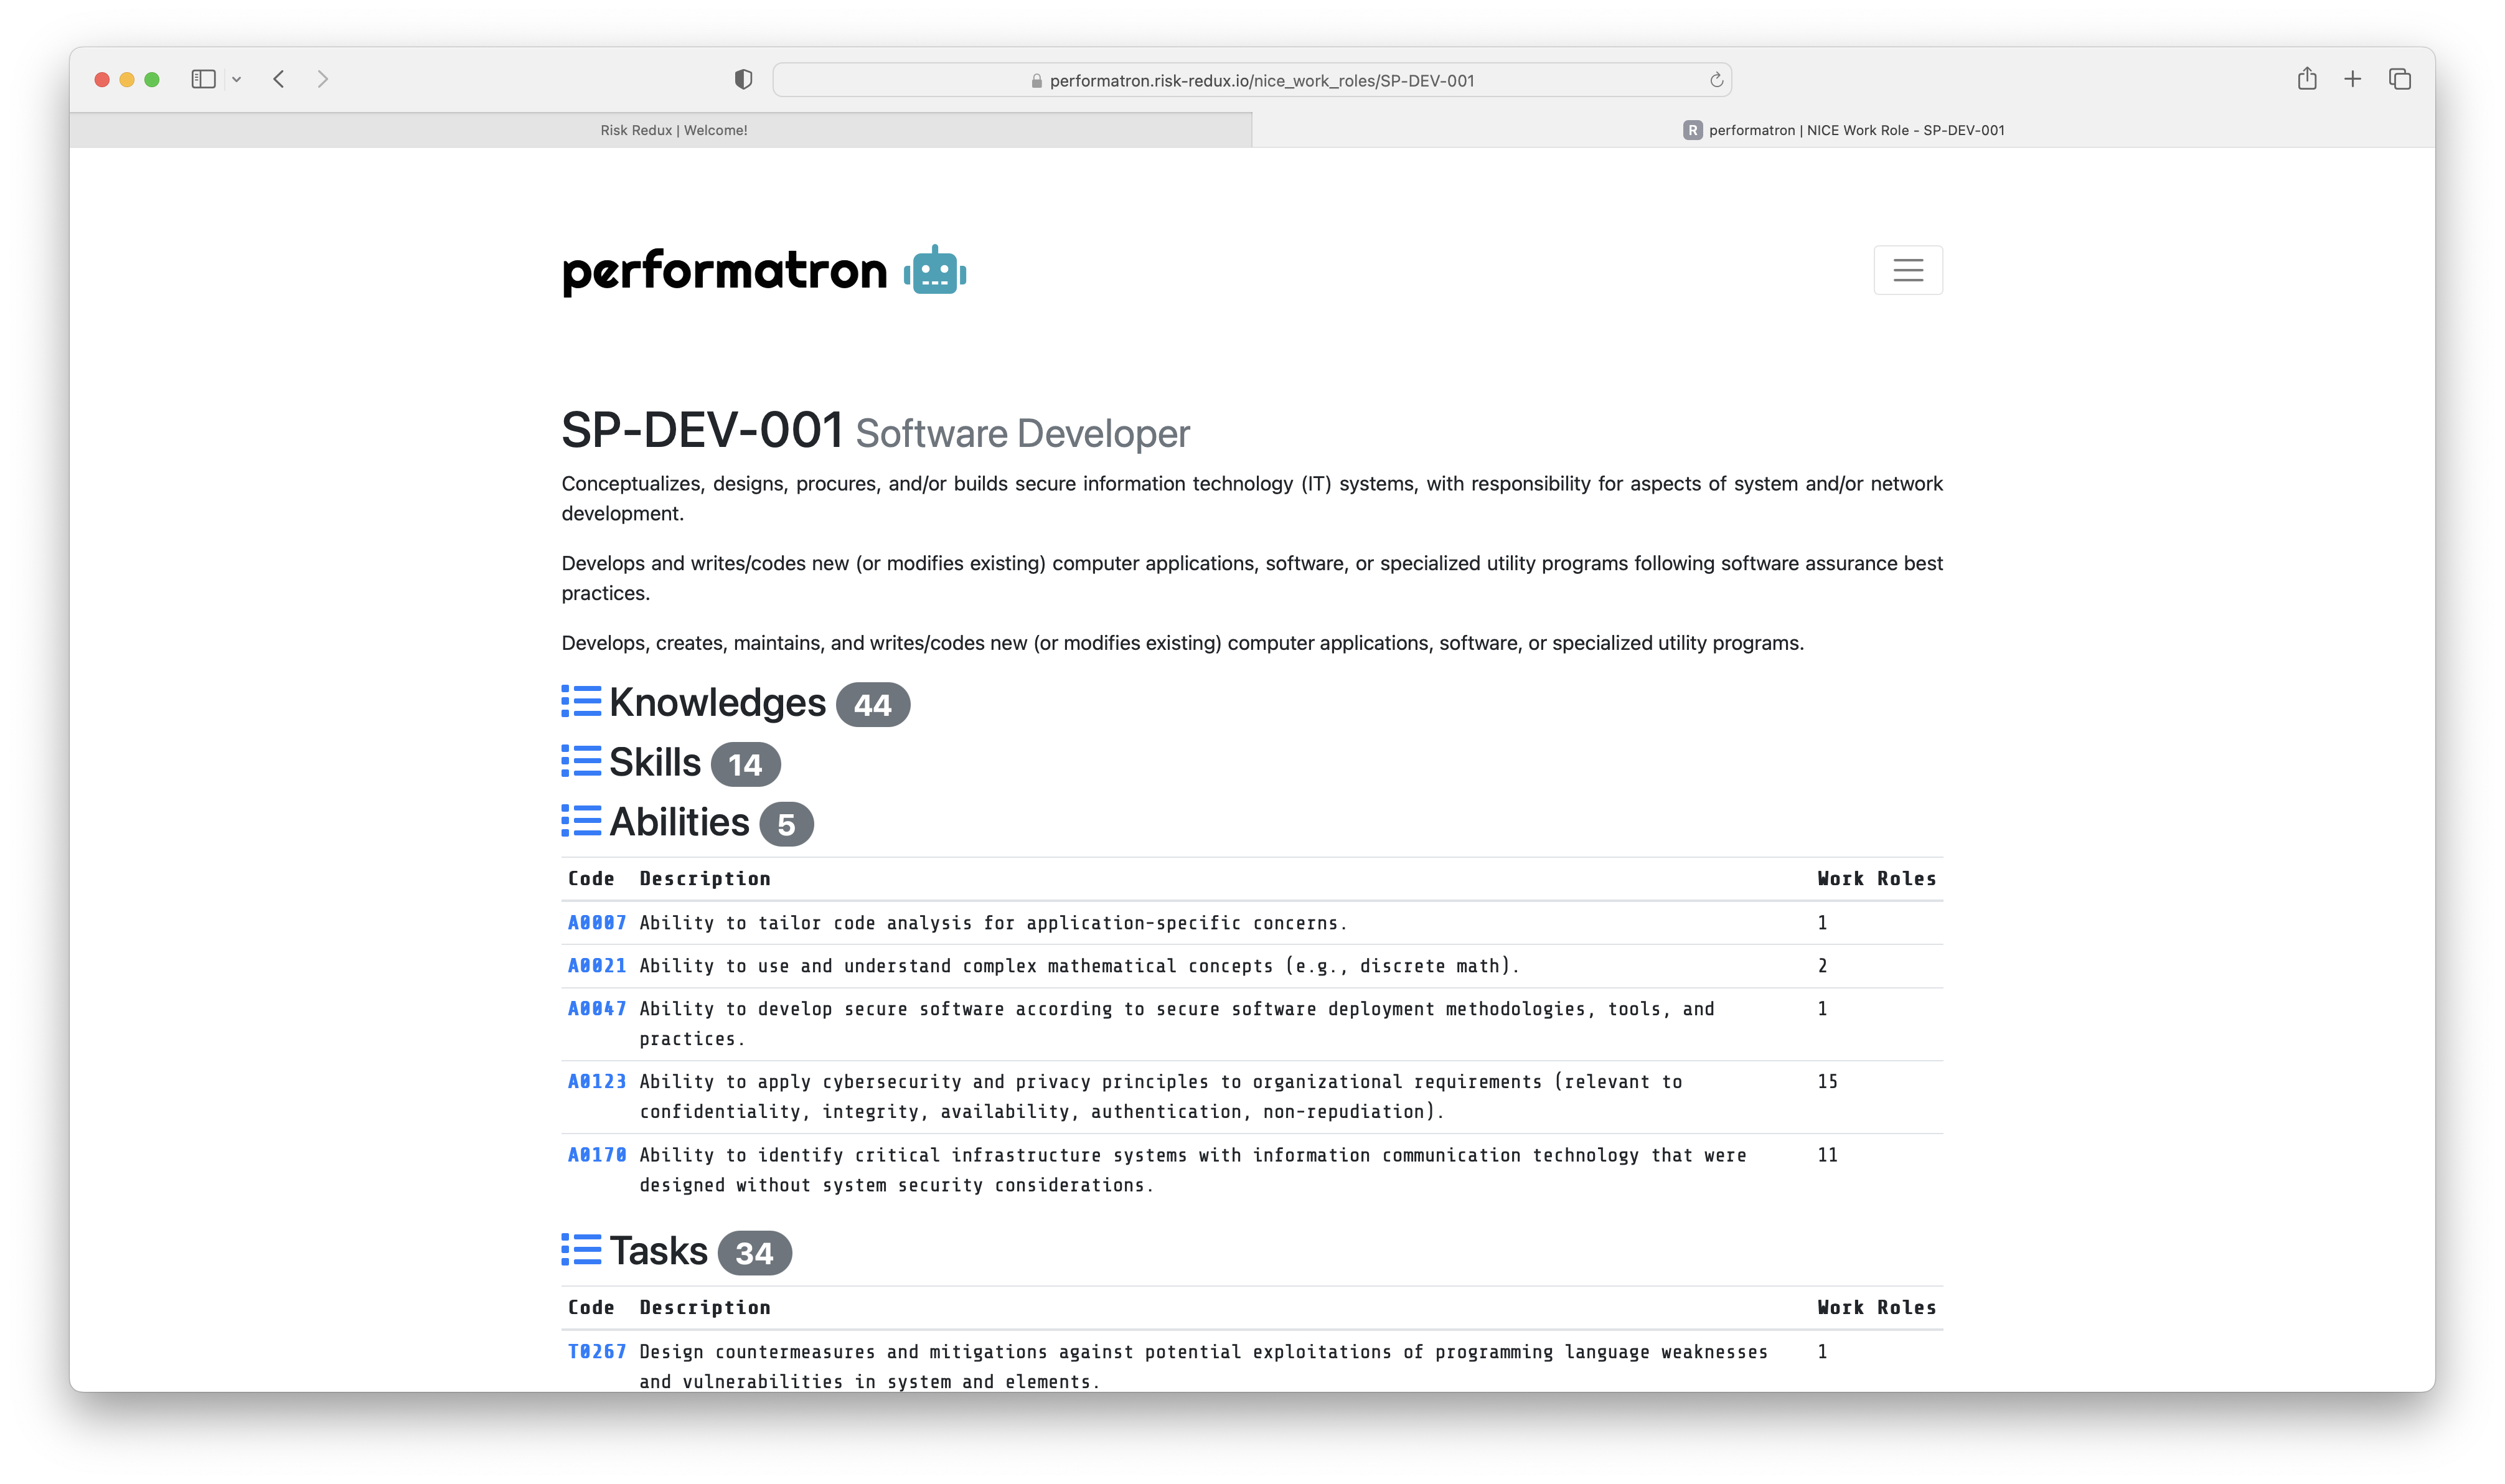 performatron.risk-redux.io/nice_work_roles/SP-DEV-001
Risk Redux | Welcome!
R performatron | NICE Work Role - SP-DEV-001
performatron
SP-DEV-001 Software Developer
Conceptualizes, designs, procures, and/or builds secure information technology (IT) systems, with responsibility for aspects of system and/or network
development.
Develops and writes/codes new (or modifies existing) computer applications, software, or specialized utility programs following software assurance best
practices.
Develops, creates, maintains, and writes/codes new (or modifies existing) computer applications, software, or specialized utility programs.
Knowledges 44
Skills 14
Abilities 5
Code Description Work Roles
A0007 Ability to tailor code analysis for application-specific concerns. 1
A0021 Ability to use and understand complex mathematical concepts (e.g., discrete math). 2
A0047 Ability to develop secure software according to secure software deployment methodologies, tools, and 1
practices.
A0123 Ability to apply cybersecurity and privacy principles to organizational requirements (relevant to 15
confidentiality, integrity, availability, authentication, non-repudiation).
A0170 Ability to identify critical infrastructure systems with information communication technology that were 11
designed without system security considerations.
Tasks 34
Code Description Work Roles
T0267 Design countermeasures and mitigations against potential exploitations of programming language weaknesses 1
and vulnerabilities in system and elements.